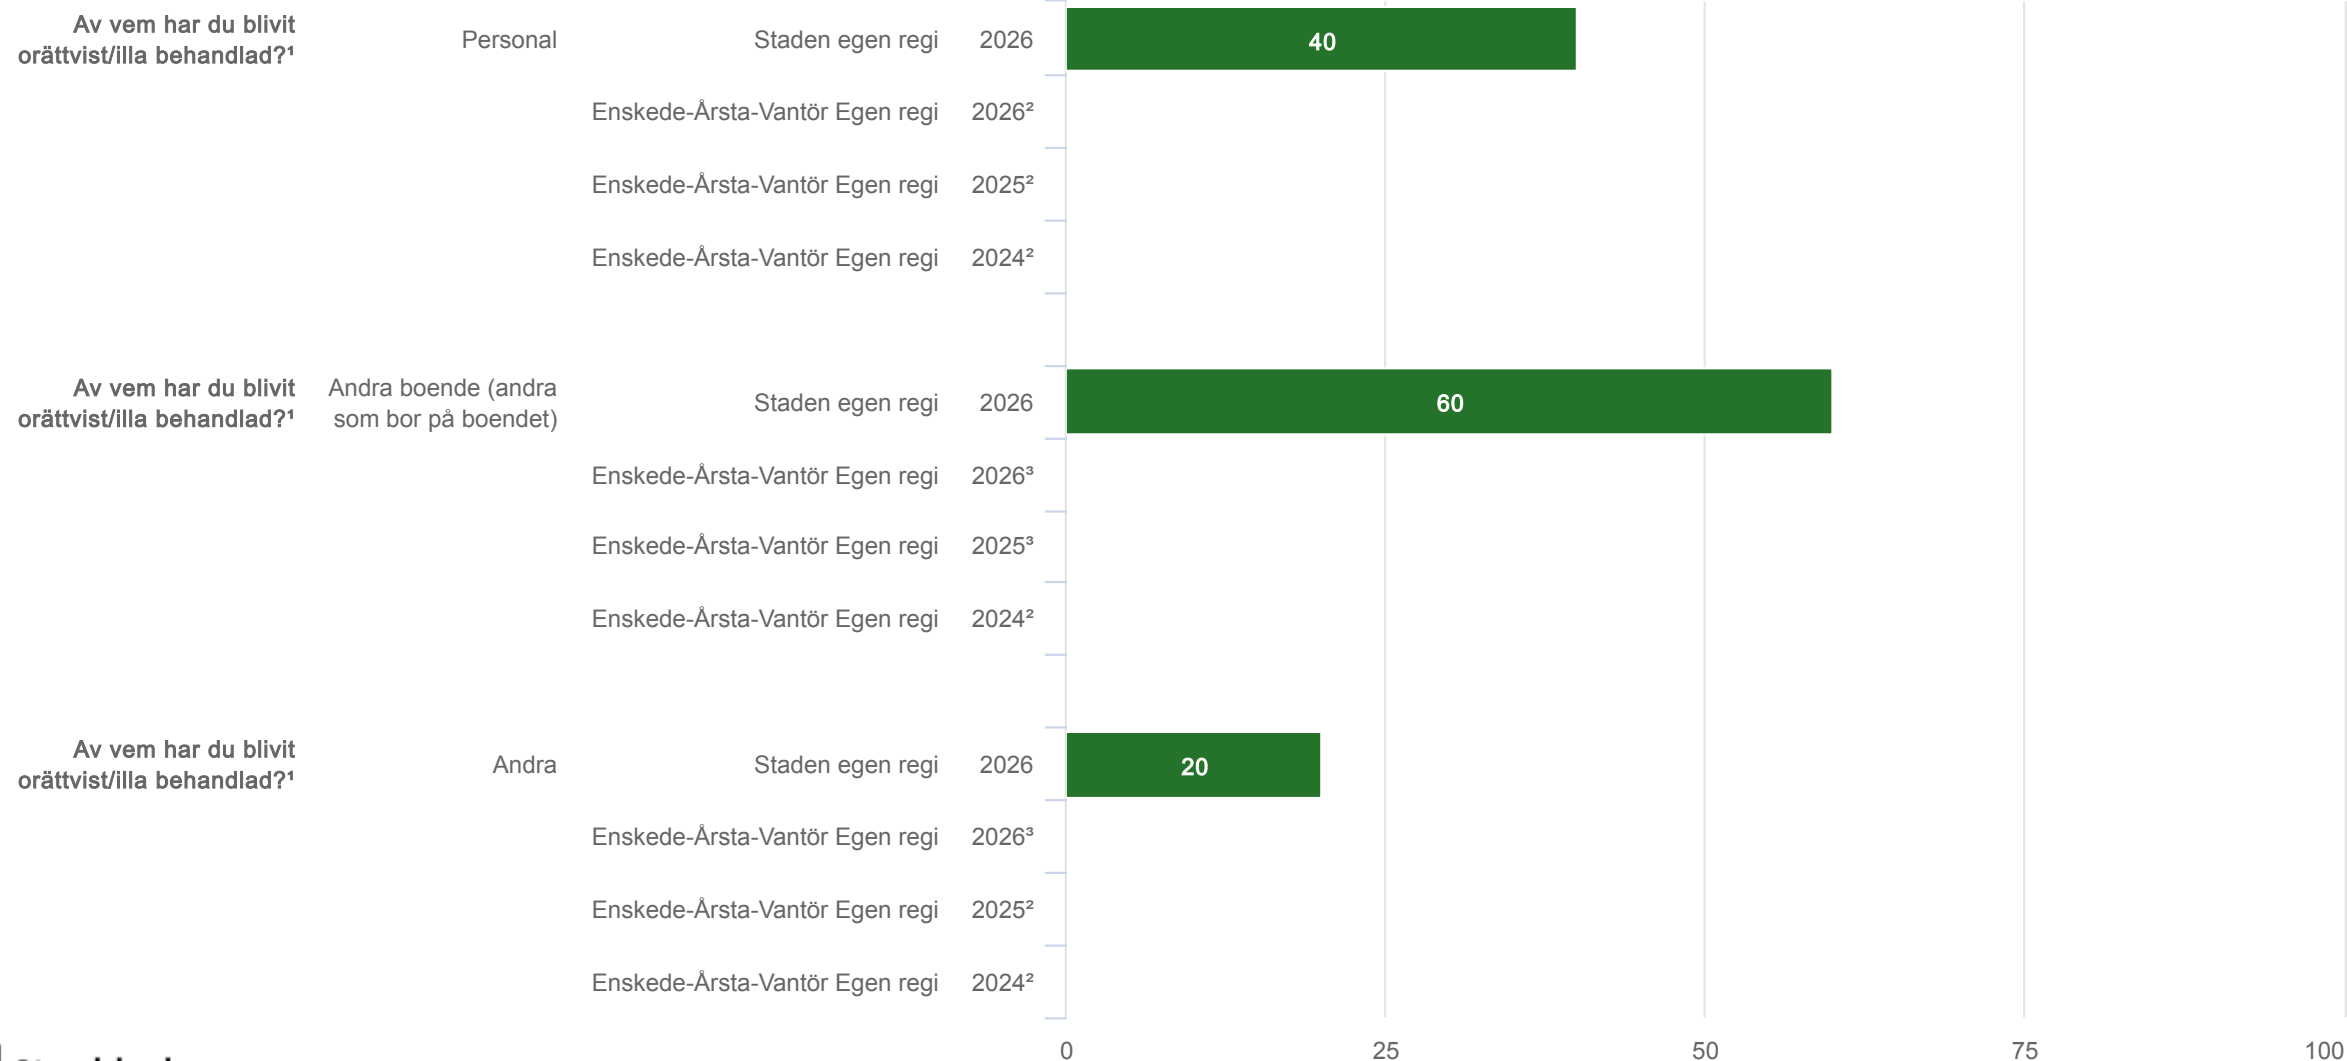 Av vem har du blivit
orättvist/illa behandlad?¹
Personal
Staden egen regi 2026
40
Enskede-Årsta-Vantör Egen regi 2026²
Enskede-Årsta-Vantör Egen regi 2025²
Enskede-Årsta-Vantör Egen regi 2024²
Av vem har du blivit
orättvist/illa behandlad?¹
Andra boende (andra
som bor på boendet)
Staden egen regi 2026
60
Enskede-Årsta-Vantör Egen regi 2026³
Enskede-Årsta-Vantör Egen regi 2025³
Enskede-Årsta-Vantör Egen regi 2024²
Av vem har du blivit
orättvist/illa behandlad?¹
Andra
Staden egen regi 2026
20
Enskede-Årsta-Vantör Egen regi 2026³
Enskede-Årsta-Vantör Egen regi 2025²
Enskede-Årsta-Vantör Egen regi 2024²
0 25 50 75 100